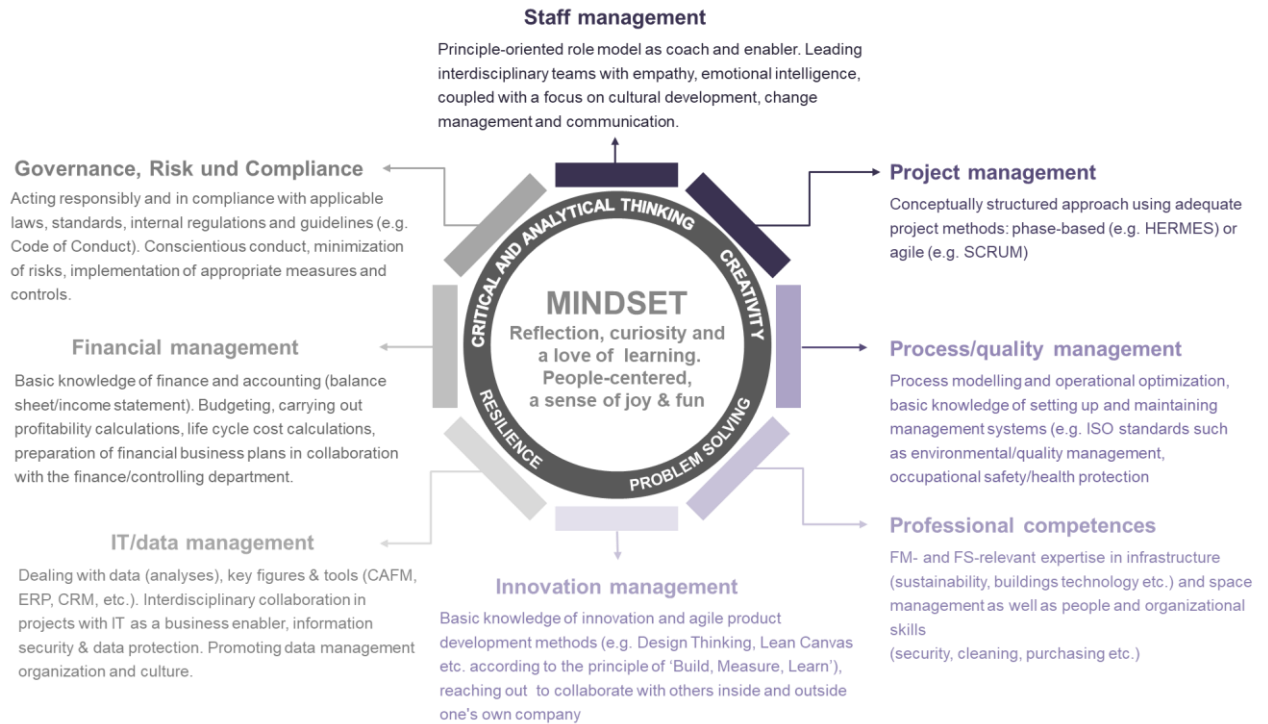 Staff management
Principle-oriented role model as coach and enabler. Leading
interdisciplinary teams with empathy, emotional intelligence,
coupled with a focus on cultural development, change
management and communication.
Governance, Risk und Compliance
Acting responsibly and in compliance with applicable
laws, standards, internal regulations and guidelines (e.g.
Code of Conduct). Conscientious conduct, minimization
of risks, implementation of appropriate measures and
controls.
Project management
Conceptually structured approach using adequate
project methods: phase-based (e.g. HERMES) or
agile (e.g. SCRUM)
CRITICAL AND ANALYTICAL THINKING
CREATIVITY
MINDSET
Reflection, curiosity and
a love of learning.
People-centered,
a sense of joy & fun
RESILIENCE
PROBLEM SOLVING
Financial management
Basic knowledge of finance and accounting (balance
sheet/income statement). Budgeting, carrying out
profitability calculations, life cycle cost calculations,
preparation of financial business plans in collaboration
with the finance/controlling department.
Process/quality management
Process modelling and operational optimization,
basic knowledge of setting up and maintaining
management systems (e.g. ISO standards such
as environmental/quality management,
occupational safety/health protection
IT/data management
Dealing with data (analyses), key figures & tools (CAFM,
ERP, CRM, etc.). Interdisciplinary collaboration in
projects with IT as a business enabler, information
security & data protection. Promoting data management
organization and culture.
Innovation management
Basic knowledge of innovation and agile product
development methods (e.g. Design Thinking, Lean Canvas
etc. according to the principle of ‘Build, Measure, Learn’),
reaching out to collaborate with others inside and outside
one's own company
Professional competences
FM- and FS-relevant expertise in infrastructure
(sustainability, buildings technology etc.) and space
management as well as people and organizational
skills
(security, cleaning, purchasing etc.)